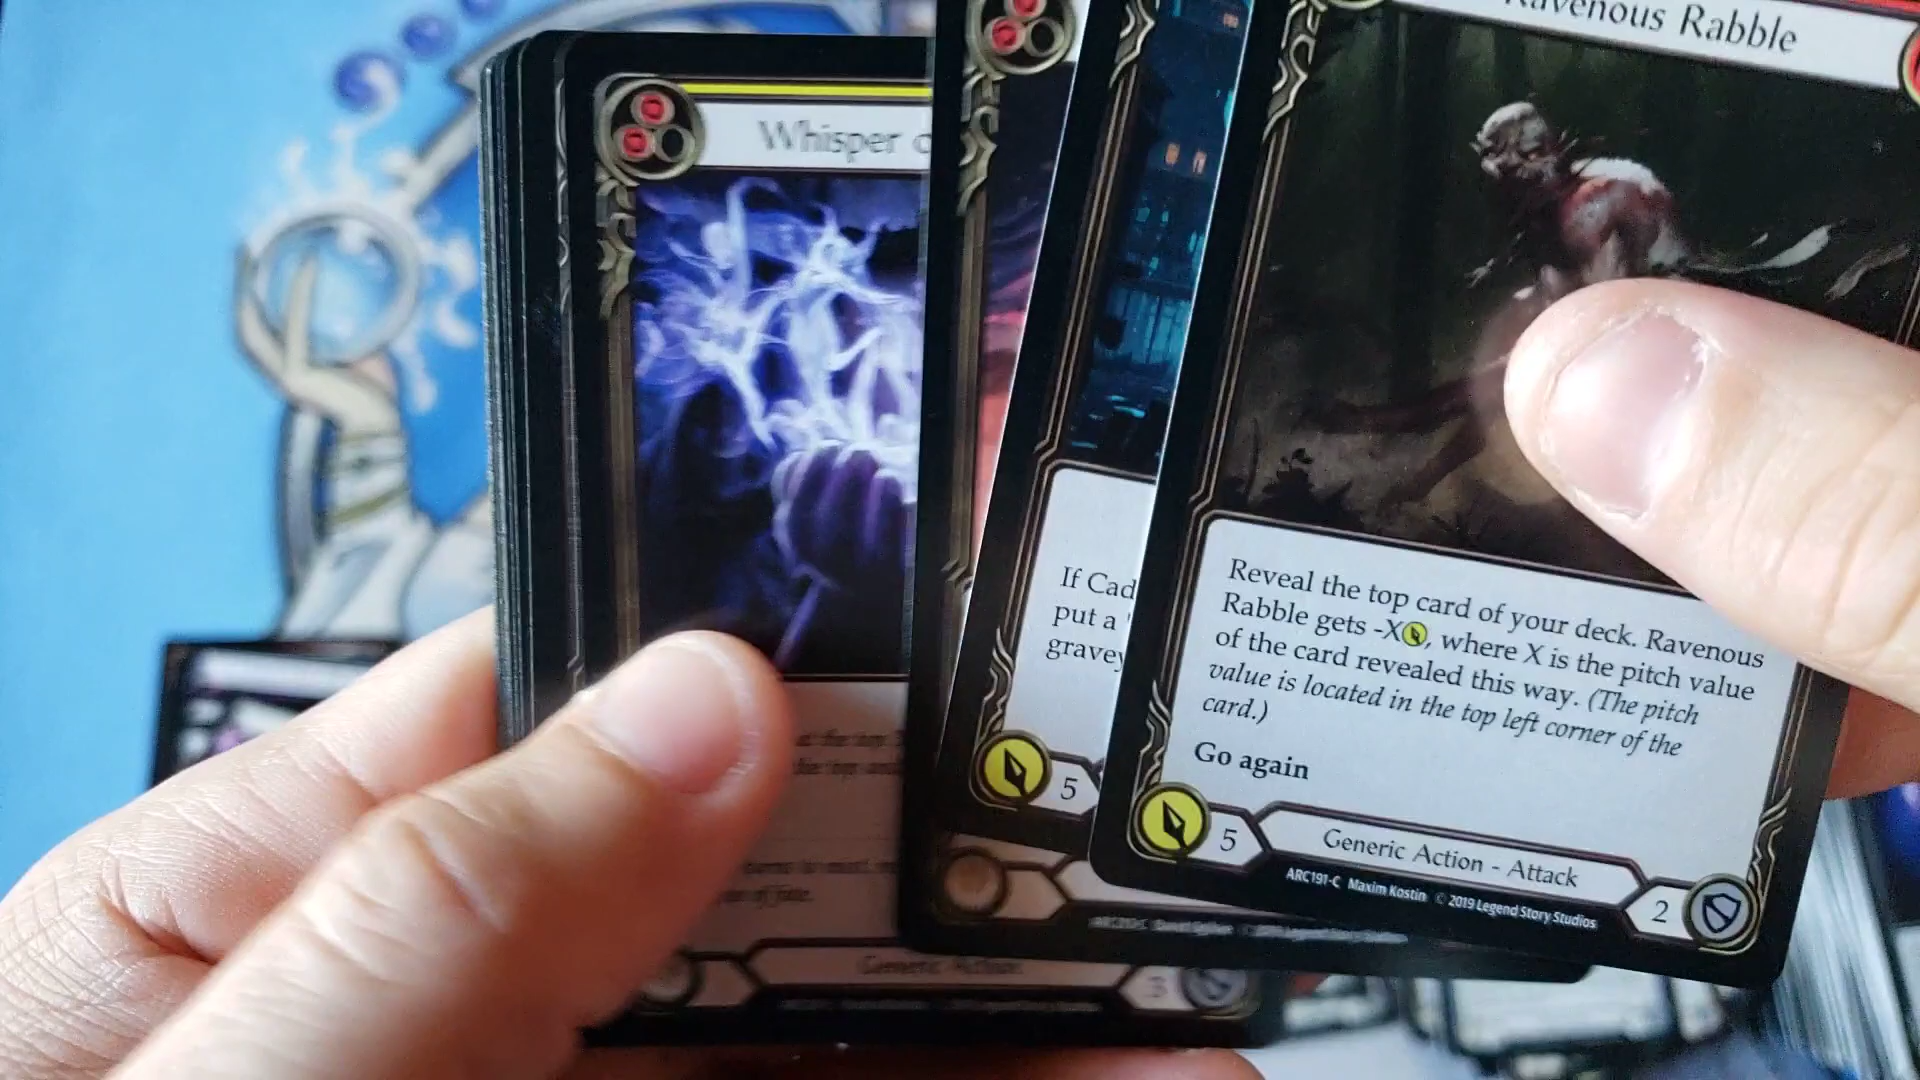 Whisper o
Ravenous Rabble
If Cad
put a
gravey
5
Reveal the top card of your deck. Ravenous
Rabble gets -X, where X is the pitch value
of the card revealed this way. (The pitch
value is located in the top left corner of the
card.)
Go again
5
Generic Action - Attack
2
ARC191-C Maxim Kostin © 2019 Legend Story Studios
Generic Action
3